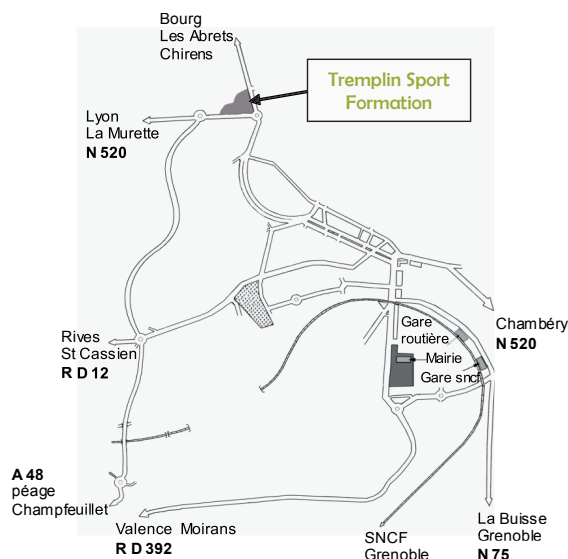 Bourg
Les Abrets
Chirens
Tremplin Sport
Formation
Lyon
La Murette
N 520
Chambéry
N 520
Gare
routière
Mairie
Gare sncf
Rives
St Cassien
R D 12
A 48
péage
Champfeuillet
Valence Moirans
R D 392
SNCF
Grenoble
La Buisse
Grenoble
N 75